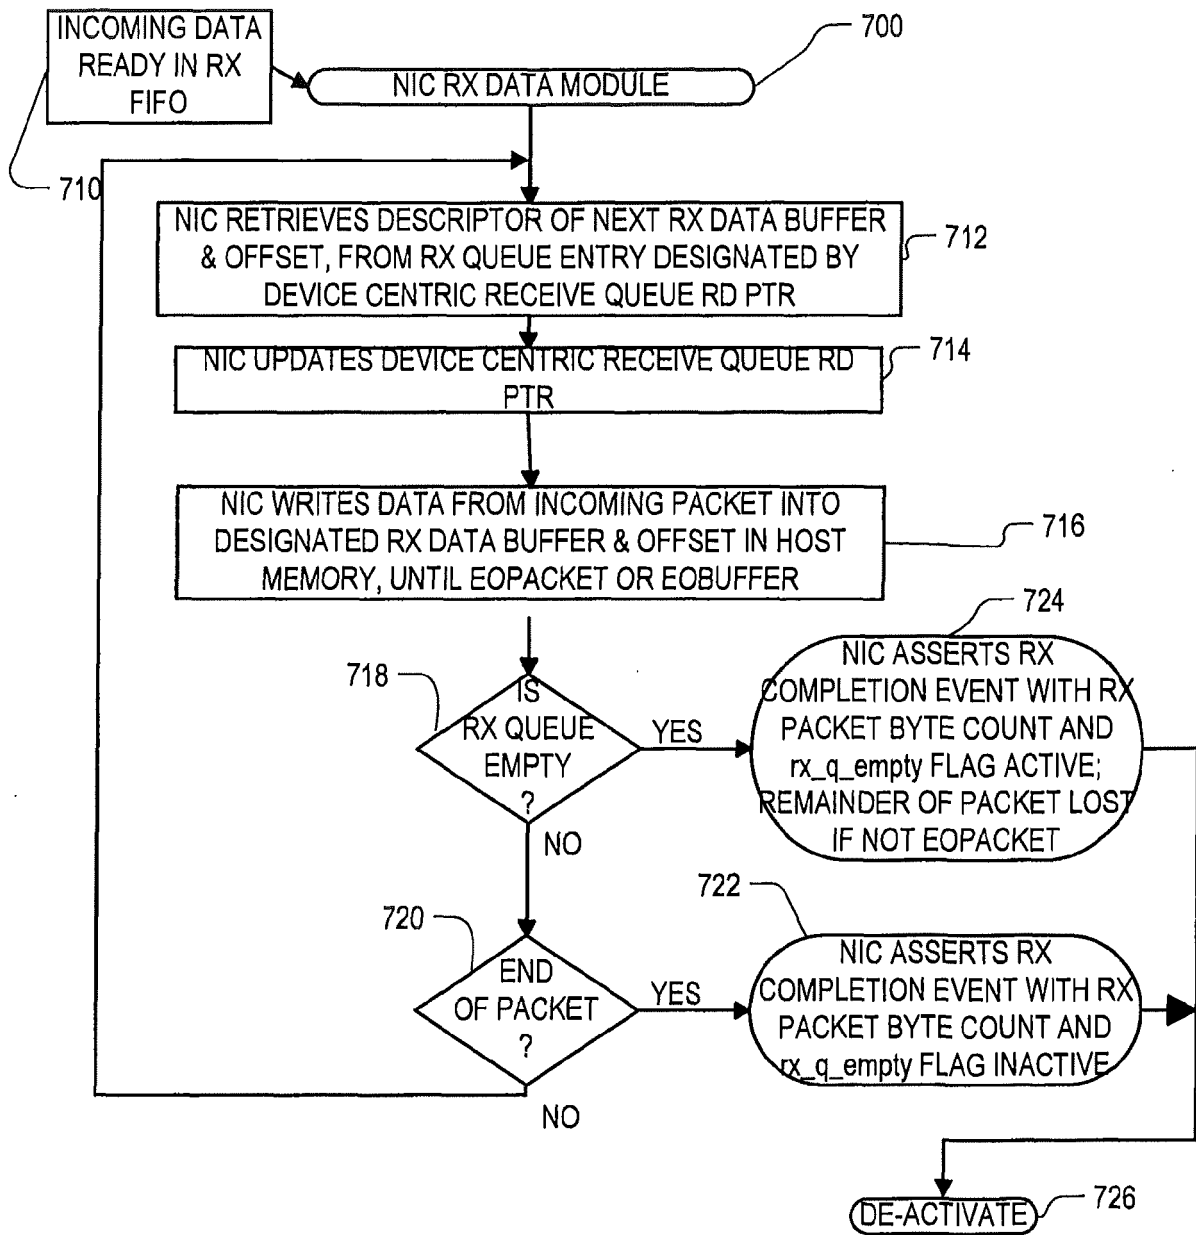 INCOMING DATA
READY IN RX
FIFO
700
NIC RX DATA MODULE
710
NIC RETRIEVES DESCRIPTOR OF NEXT RX DATA BUFFER
& OFFSET, FROM RX QUEUE ENTRY DESIGNATED BY
DEVICE CENTRIC RECEIVE QUEUE RD PTR
712
NIC UPDATES DEVICE CENTRIC RECEIVE QUEUE RD
PTR
714
NIC WRITES DATA FROM INCOMING PACKET INTO
DESIGNATED RX DATA BUFFER & OFFSET IN HOST
MEMORY, UNTIL EOPACKET OR EOBUFFER
716
718
IS
RX QUEUE
EMPTY
?
YES
NO
724
NIC ASSERTS RX
COMPLETION EVENT WITH RX
PACKET BYTE COUNT AND
rx_q_empty FLAG ACTIVE;
REMAINDER OF PACKET LOST
IF NOT EOPACKET
720
END
OF PACKET
?
YES
NO
722
NIC ASSERTS RX
COMPLETION EVENT WITH RX
PACKET BYTE COUNT AND
rx_q_empty FLAG INACTIVE
DE-ACTIVATE
726